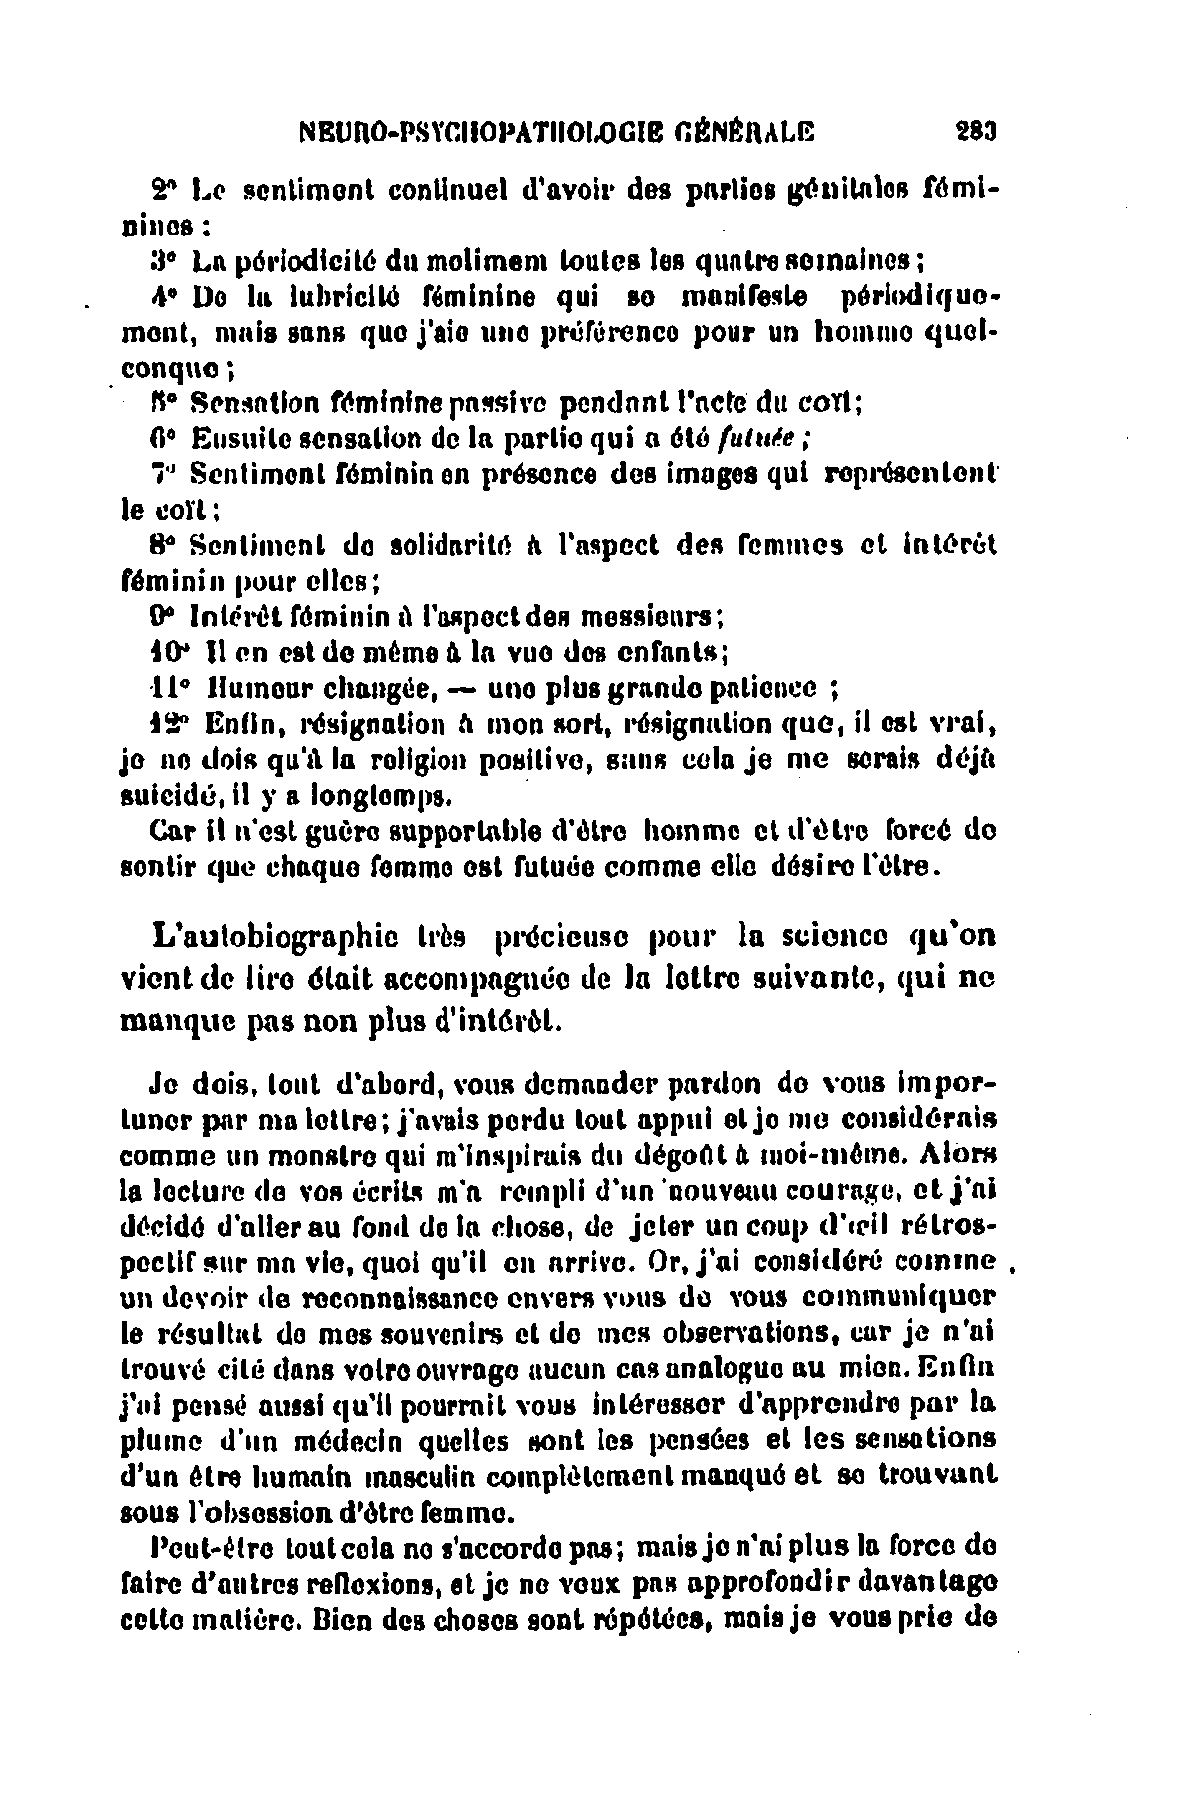 NEURO-PSYCHOPATHOLOGIE GÉNÉRALE 283
2° Le sentiment continuel d'avoir des parties génitales fémi-
nines :
3° La périodicité du molimem toutes les quatre semaines ;
4° De la lubricité féminine qui se manifeste périodique-
ment, mais sans que j'aie une préférence pour un homme quel-
conque ;
5° Sensation féminine passive pendant l'acte du coït;
6° Ensuite sensation de la partie qui a été futuée ;
7° Sentiment féminin en présence des images qui représentent
le coït ;
8° Sentiment de solidarité à l'aspect des femmes et intérêt
féminin pour elles ;
9° Intérêt féminin à l'aspect des messieurs ;
10° Il en est de même à la vue des enfants ;
11° Humeur changée, — une plus grande patience ;
12° Enfin, résignation à mon sort, résignation que, il est vrai,
je ne dois qu'à la religion positive, sans cela je me serais déjà
suicidé, il y a longtemps.
Car il n'est guère supportable d'être homme et d'être forcé de
sentir que chaque femme est futuée comme elle désire l'être.
L'autobiographie très précieuse pour la science qu'on
vient de lire était accompagnée de la lettre suivante, qui ne
manque pas non plus d'intérêt.
Je dois, tout d'abord, vous demander pardon de vous impor-
tuner par ma lettre ; j'avais perdu tout appui et je me considérais
comme un monstre qui m'inspirais du dégoût à moi-même. Alors
la lecture de vos écrits m'a rempli d'un nouveau courage, et j'ai
décidé d'aller au fond de la chose, de jeter un coup d'œil rétros-
pectif sur ma vie, quoi qu'il en arrive. Or, j'ai considéré comme
un devoir de reconnaissance envers vous de vous communiquer
le résultat de mes souvenirs et de mes observations, car je n'ai
trouvé cité dans votre ouvrage aucun cas analogue au mien. Enfin
j'ai pensé aussi qu'il pourrait vous intéresser d'apprendre par la
plume d'un médecin quelles sont les pensées et les sensations
d'un être humain masculin complètement manqué et se trouvant
sous l'obsession d'être femme.
Peut-être tout cela ne s'accorde pas ; mais je n'ai plus la force de
faire d'autres reflexions, et je ne veux pas approfondir davantage
cette matière. Bien des choses sont répétées, mais je vous prie de